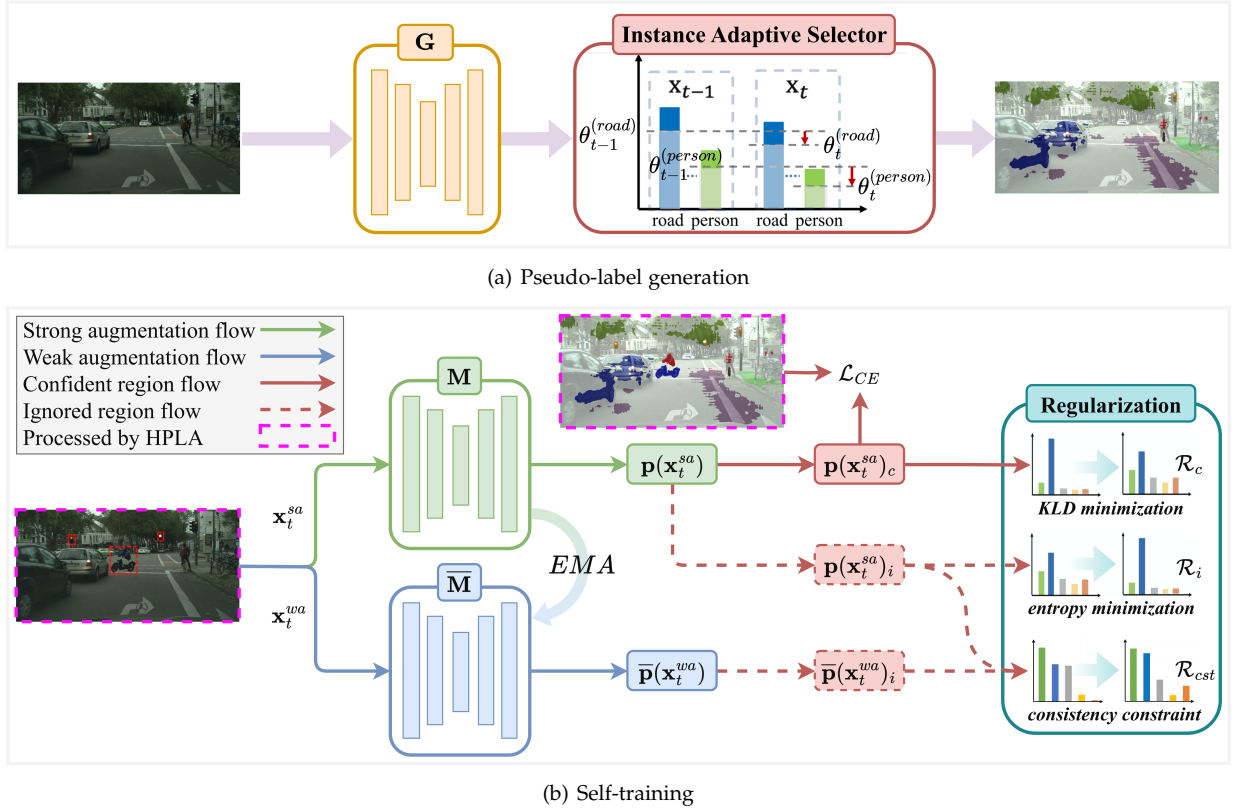 G
Instance Adaptive Selector
x_{t-1}
x_t
θ_{t-1}^{(road)}
θ_t^{(road)}
θ_{t-1}^{(person)}
θ_t^{(person)}
road person
road person
(a) Pseudo-label generation
Strong augmentation flow
Weak augmentation flow
Confident region flow
Ignored region flow
Processed by HPLA
M
ℒ_{CE}
Regularization
x_t^{sa}
p(x_t^{sa})
p(x_t^{sa})_c
ℛ_c
KLD minimization
EMA
p(x_t^{sa})_i
ℛ_i
entropy minimization
x_t^{wa}
M̅
p̅(x_t^{wa})
p̅(x_t^{wa})_i
ℛ_{cst}
consistency constraint
(b) Self-training